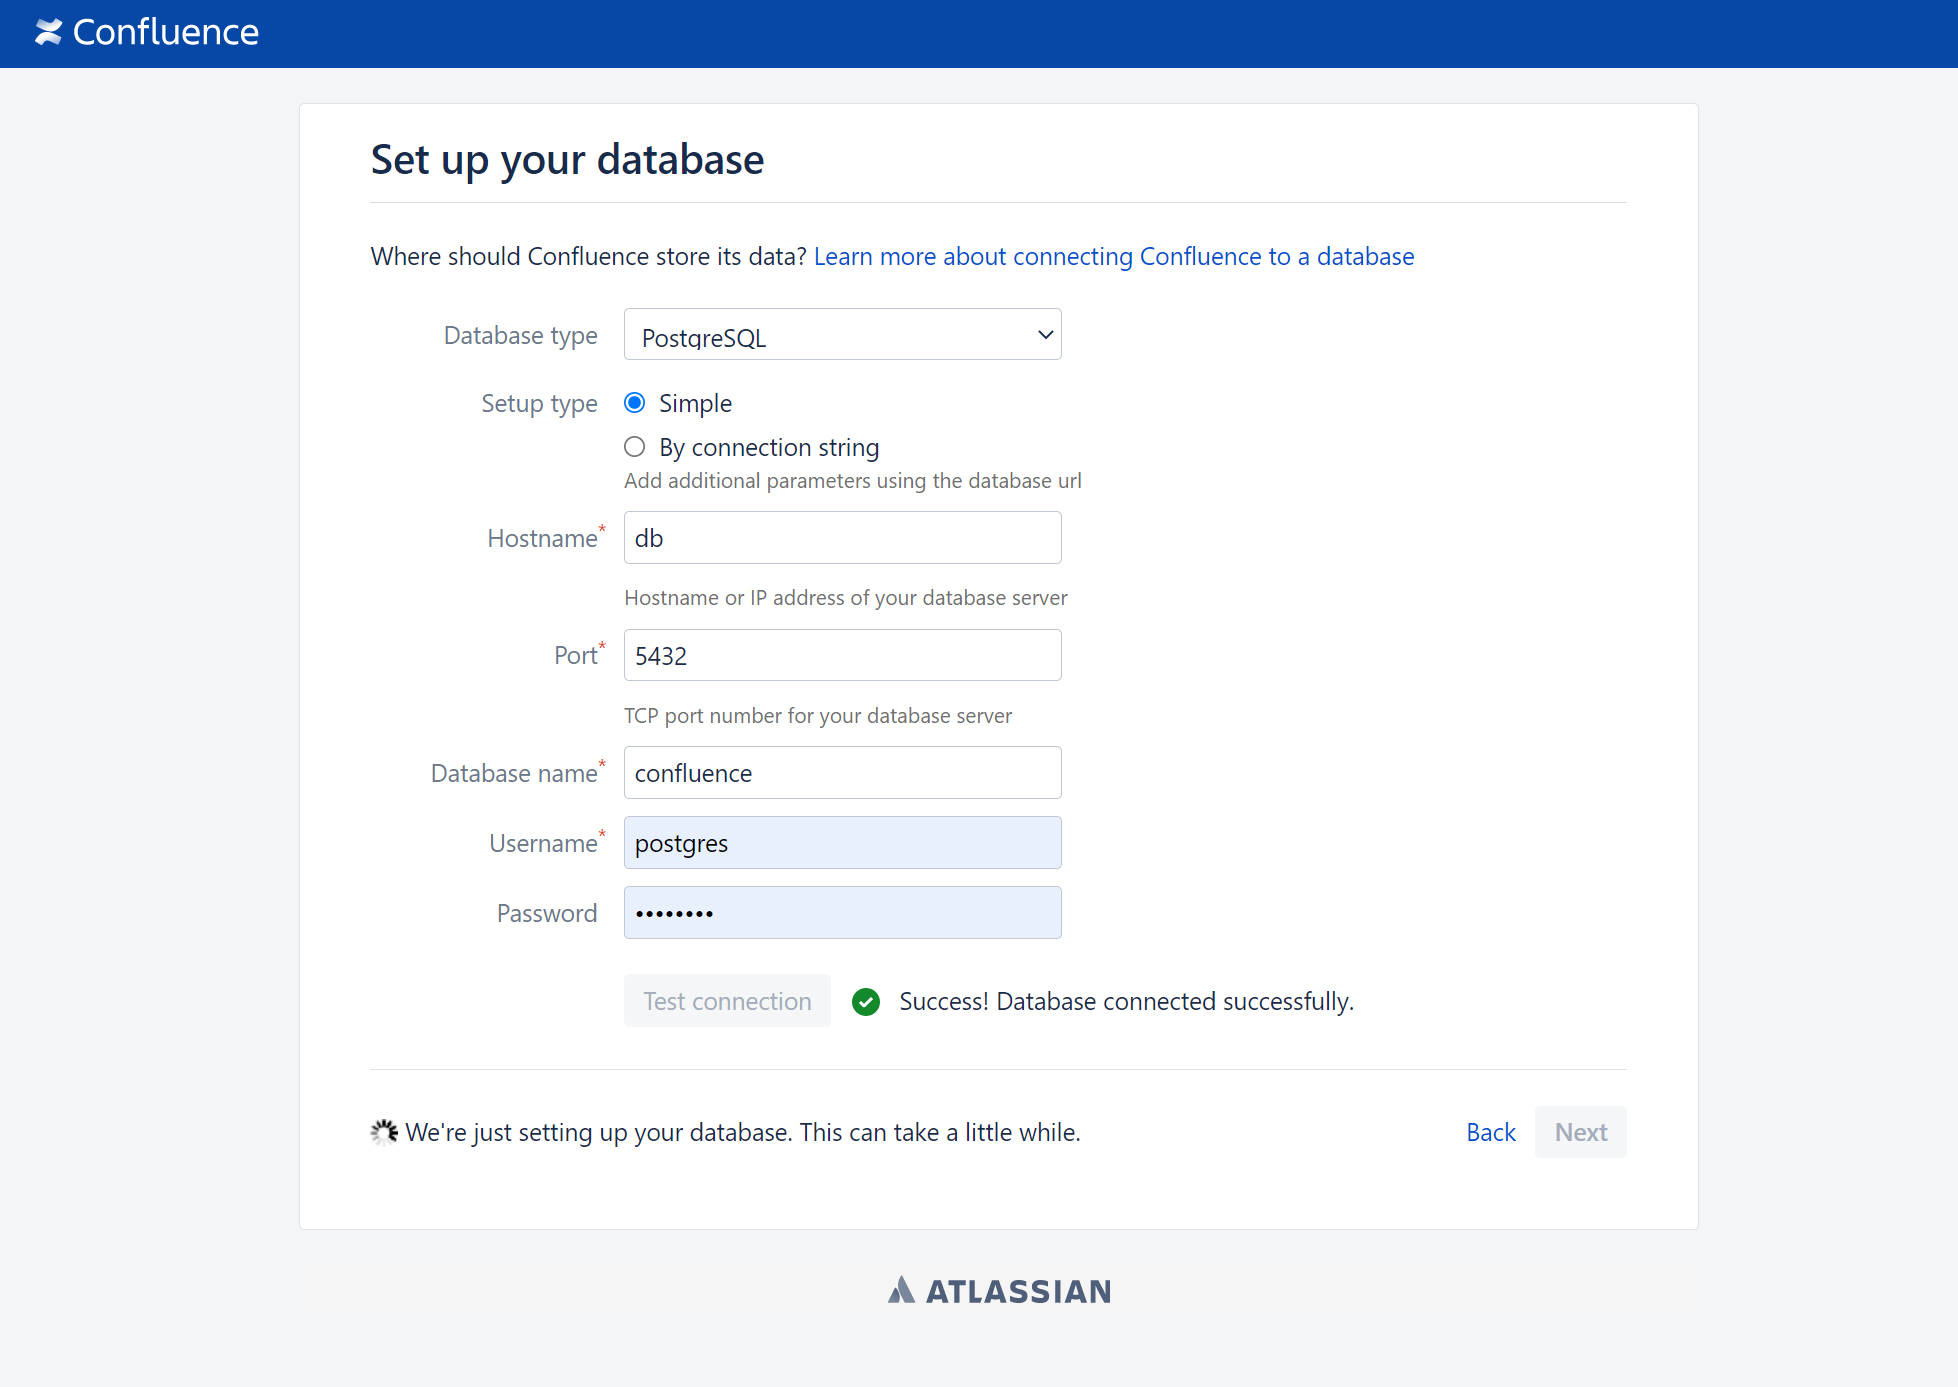 Confluence
Set up your database
Where should Confluence store its data? Learn more about connecting Confluence to a database
Database type PostgreSQL
Setup type Simple
By connection string
Add additional parameters using the database url
Hostname* db
Hostname or IP address of your database server
Port* 5432
TCP port number for your database server
Database name* confluence
Username* postgres
Password ••••••••
Test connection Success! Database connected successfully.
We're just setting up your database. This can take a little while. Back Next
ATLASSIAN